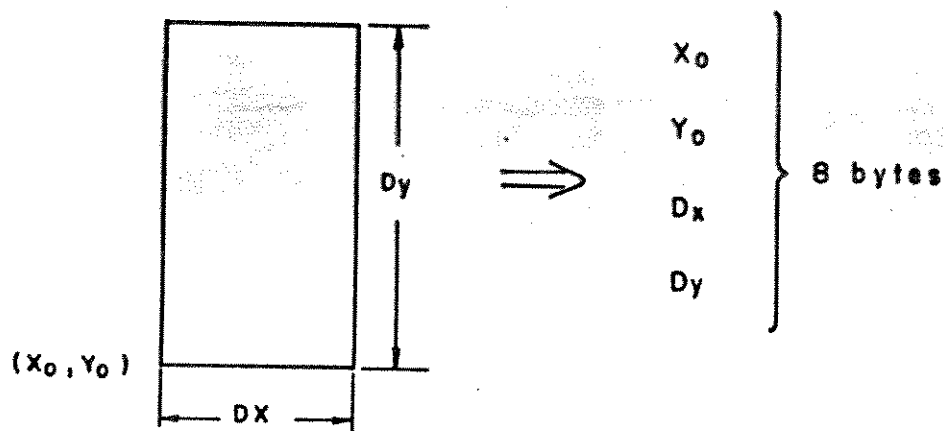 (X₀, Y₀)
DX
Dy
X₀
Y₀
Dx
Dy
8 bytes